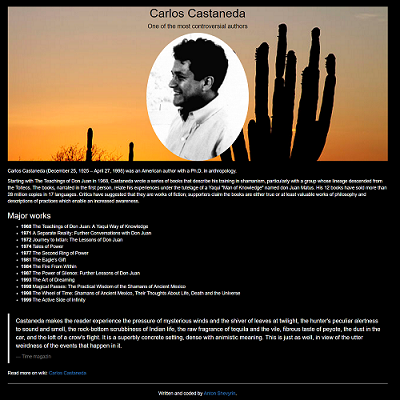 Carlos Castaneda
One of the most controversial authors
Carlos Castaneda (December 25, 1925 – April 27, 1998) was an American author with a Ph.D. in anthropology.
Starting with The Teachings of Don Juan in 1968, Castaneda wrote a series of books that describe his training in shamanism, particularly with a group whose lineage descended from
the Toltecs. The books, narrated in the first person, relate his experiences under the tutelage of a Yaqui "Man of Knowledge" named don Juan Matus. His 12 books have sold more than
28 million copies in 17 languages. Critics have suggested that they are works of fiction; supporters claim the books are either true or at least valuable works of philosophy and
descriptions of practices which enable an increased awareness.
Major works
1968 The Teachings of Don Juan: A Yaqui Way of Knowledge
1971 A Separate Reality: Further Conversations with Don Juan
1972 Journey to Ixtlan: The Lessons of Don Juan
1974 Tales of Power
1977 The Second Ring of Power
1981 The Eagle's Gift
1984 The Fire From Within
1987 The Power of Silence: Further Lessons of Don Juan
1993 The Art of Dreaming
1998 Magical Passes: The Practical Wisdom of the Shamans of Ancient Mexico
1998 The Wheel of Time: Shamans of Ancient Mexico, Their Thoughts About Life, Death and the Universe
1999 The Active Side of Infinity
Castaneda makes the reader experience the pressure of mysterious winds and the shiver of leaves at twilight, the hunter's peculiar alertness
to sound and smell, the rock-bottom scrubbiness of Indian life, the raw fragrance of tequila and the vile, fibrous taste of peyote, the dust in the
car, and the loft of a crow's flight. It is a superbly concrete setting, dense with animistic meaning. This is just as well, in view of the utter
weirdness of the events that happen in it.
— Time magazin
Read more on wiki: Carlos Castaneda.
Written and coded by